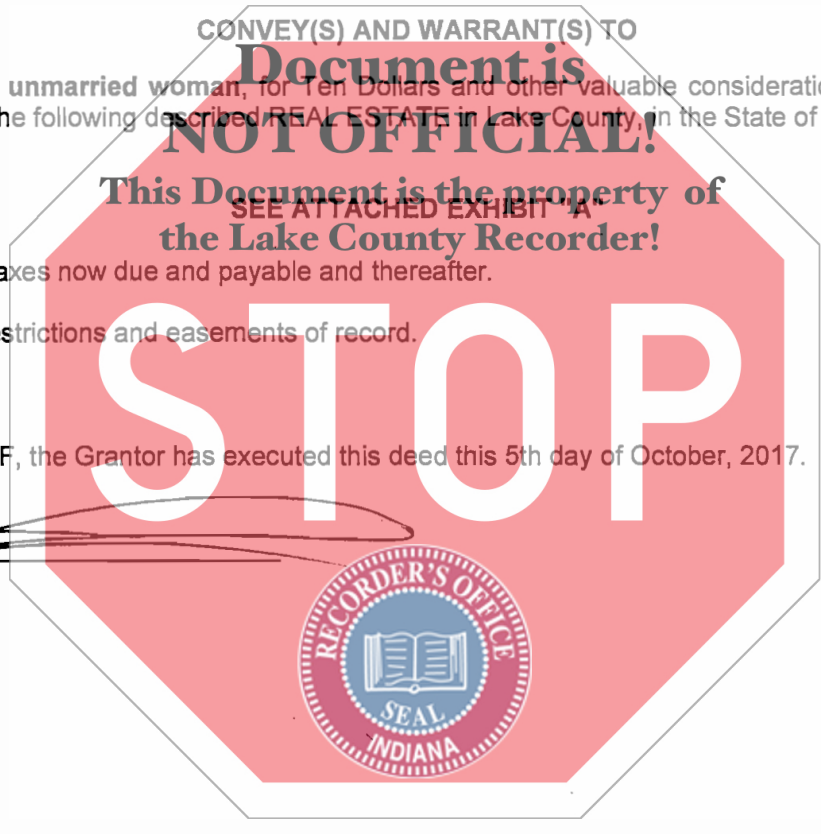 CONVEY(S) AND WARRANT(S) TO
Document is
unmarried woman, for Ten Dollars and other valuable consideratio
he following described REAL ESTATE in Lake County, in the State of
NOT OFFICIAL!
This Document is the property of
SEE ATTACHED EXHIBIT "A"
the Lake County Recorder!
axes now due and payable and thereafter.
strictions and easements of record.
STOP
F, the Grantor has executed this deed this 5th day of October, 2017.
RECORDER'S OFFICE
SEAL
INDIANA